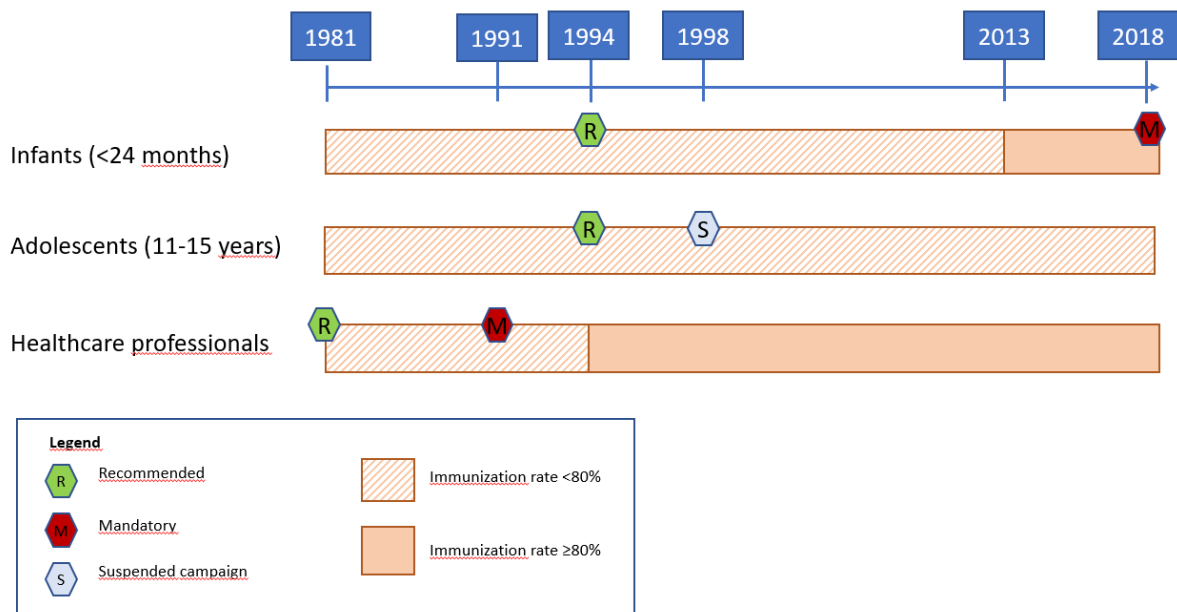 1981 1991 1994 1998 2013 2018
R M
Infants (<24 months)
R S
Adolescents (11-15 years)
R M
Healthcare professionals
Legend
R Recommended Immunization rate <80%
M Mandatory Immunization rate ≥80%
S Suspended campaign